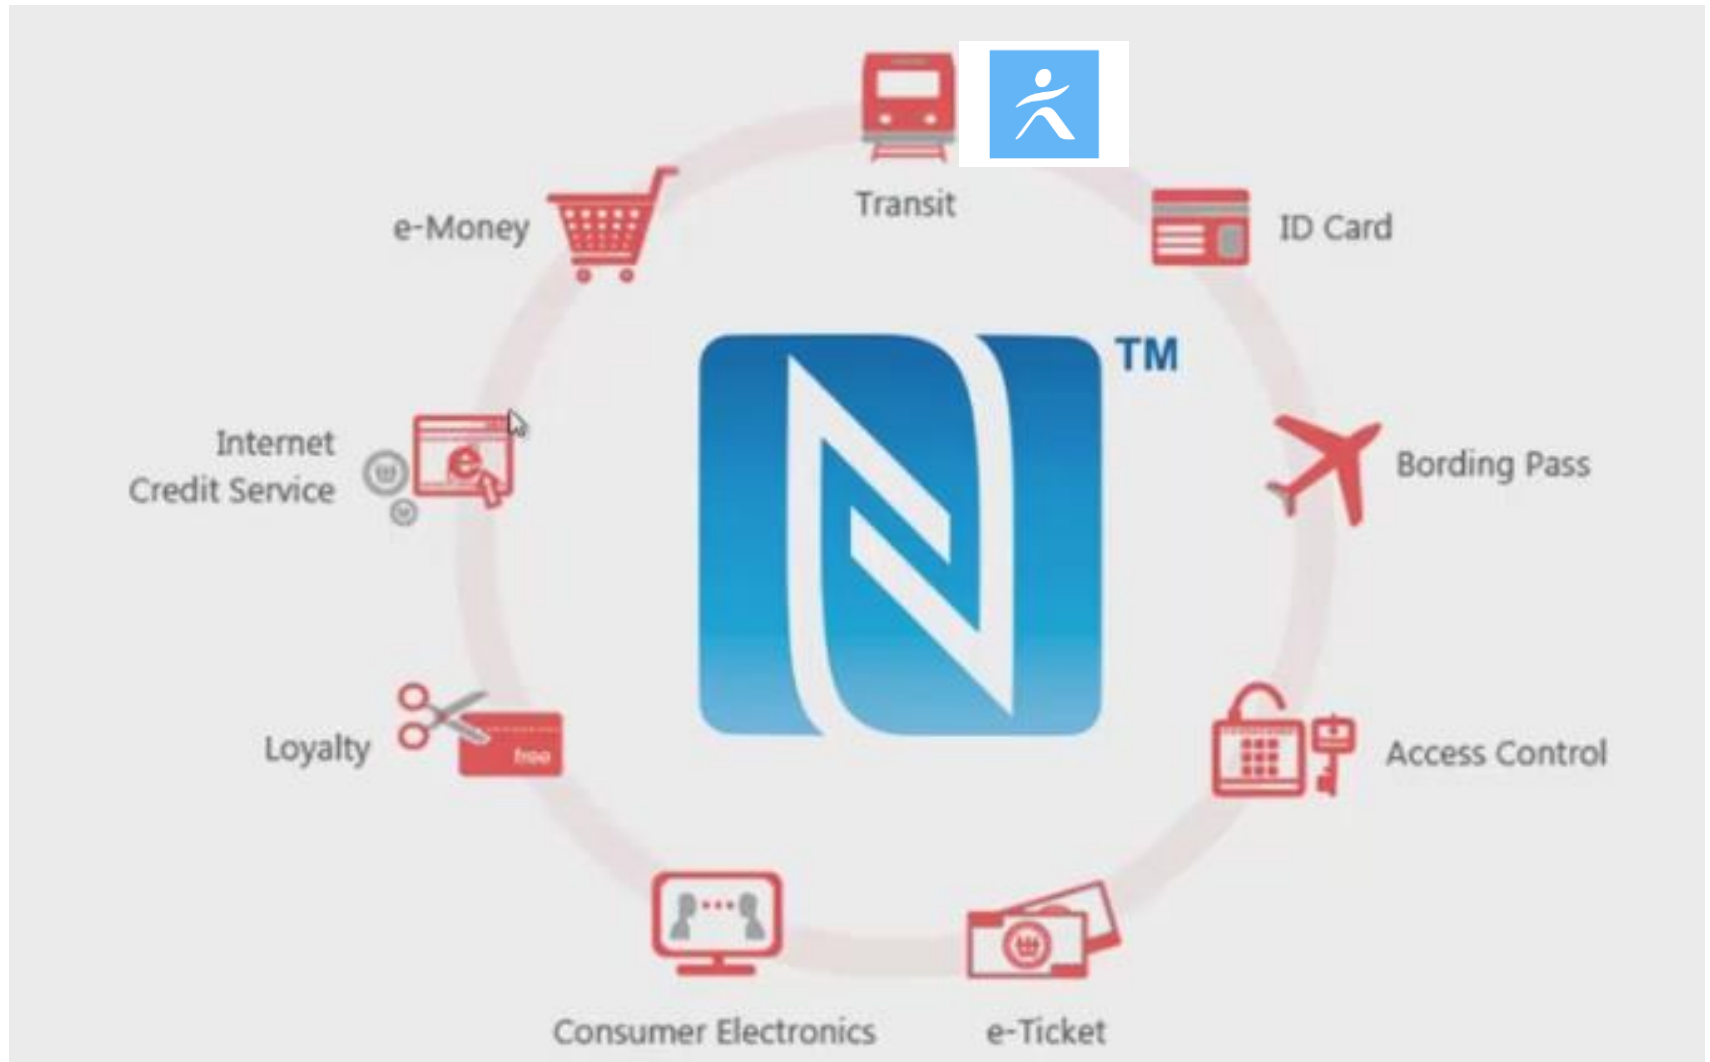 Transit
e-Money
ID Card
TM
Internet
Credit Service
Bording Pass
Loyalty
free
Access Control
Consumer Electronics
e-Ticket